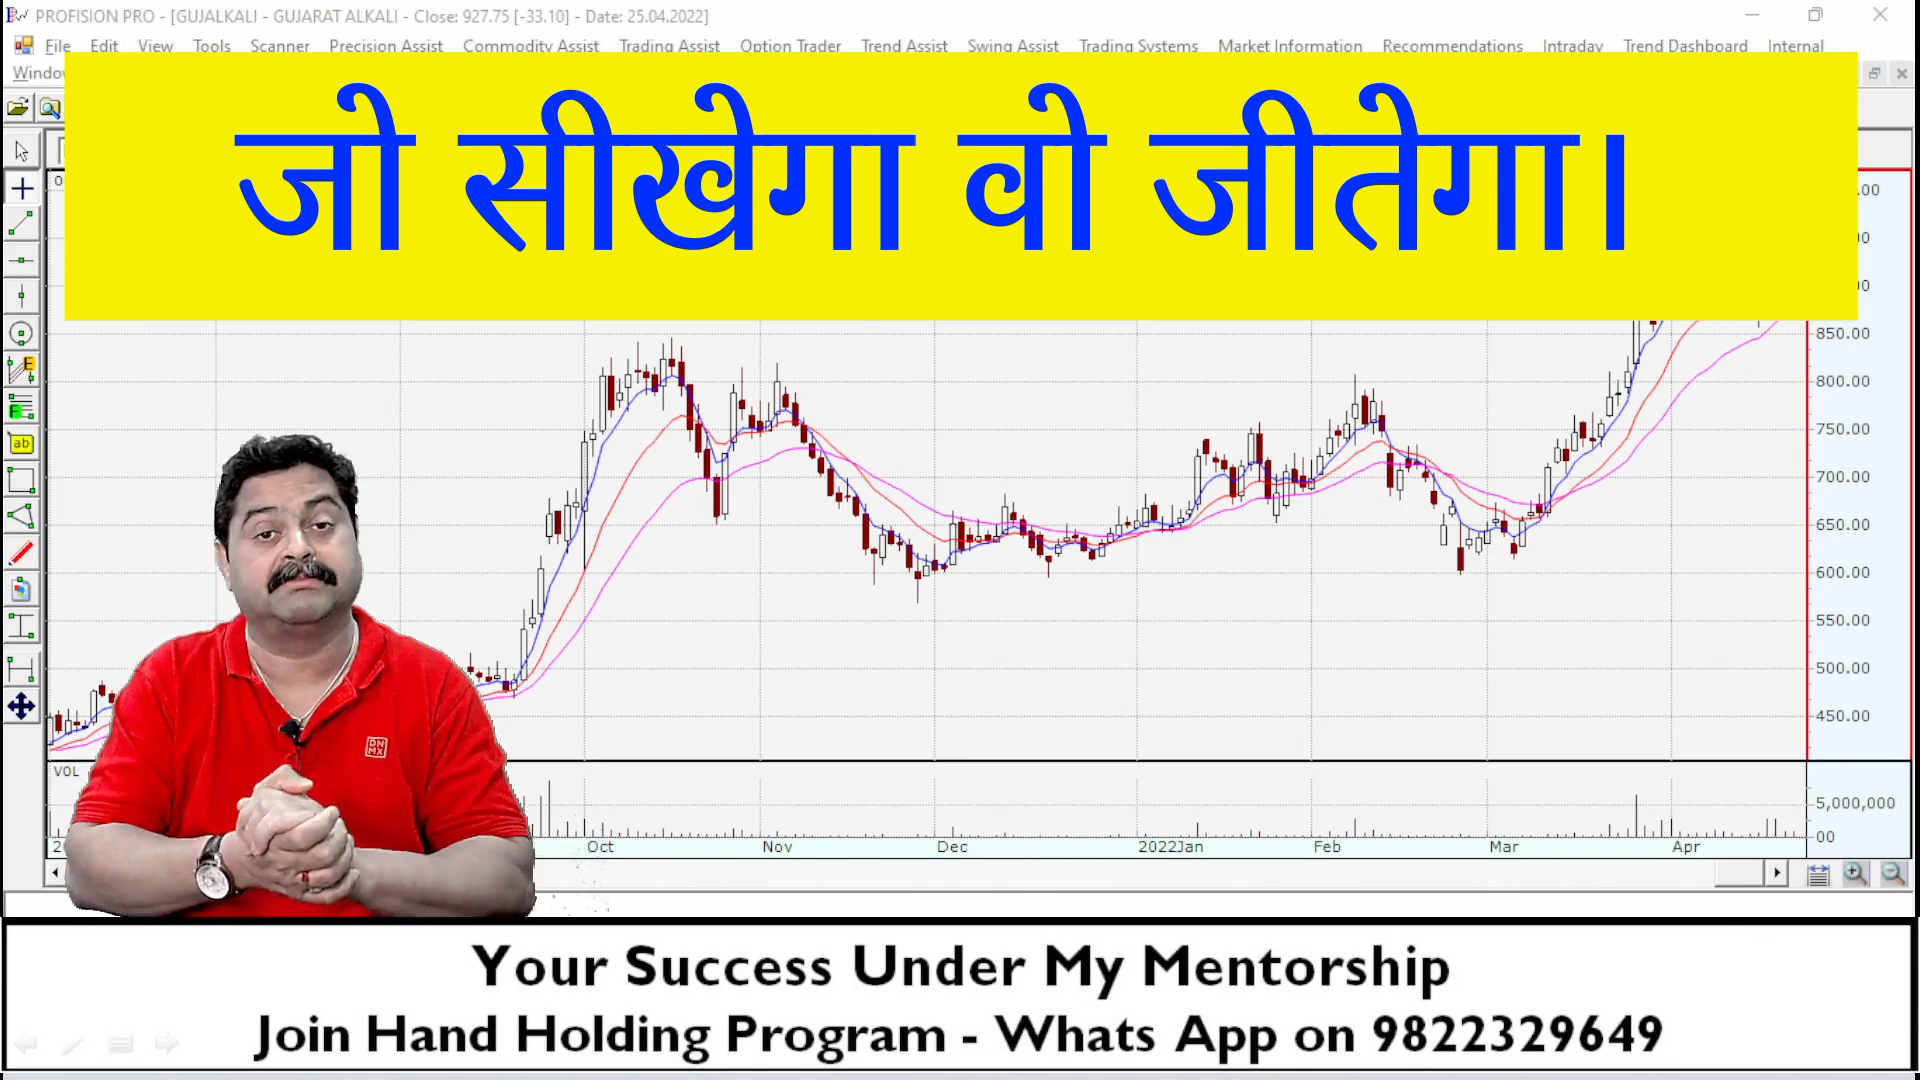 PROFISION PRO - [GUJALKALI - GUJARAT ALKALI - Close: 927.75 [-33.10] - Date: 25.04.2022]
File Edit View Tools Scanner Precision Assist Commodity Assist Trading Assist Option Trader Trend Assist Swing Assist Trading Systems Market Information Recommendations Intraday Trend Dashboard Internal
जो सीखेगा वो जीतेगा।
850.00
800.00
750.00
700.00
650.00
600.00
550.00
500.00
450.00
E
F
ab
DN
MX
VOL
5,000,000
00
Oct Nov Dec 2022Jan Feb Mar Apr
Your Success Under My Mentorship
Join Hand Holding Program - Whats App on 9822329649